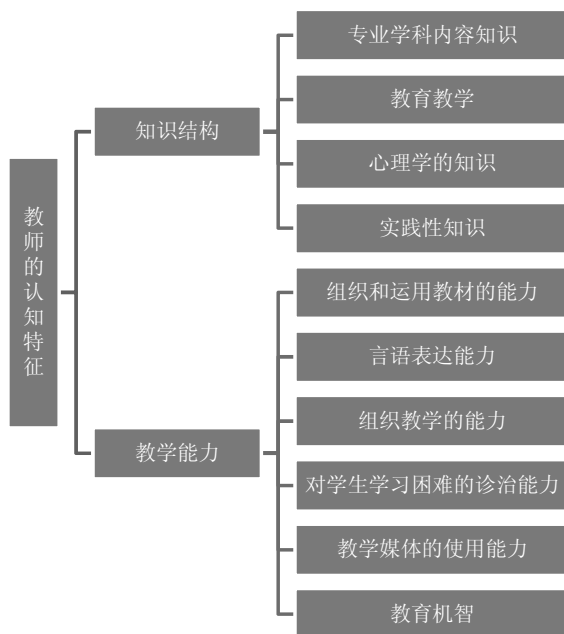 教师的认知特征
知识结构
专业学科内容知识
教育教学
心理学的知识
实践性知识
教学能力
组织和运用教材的能力
言语表达能力
组织教学的能力
对学生学习困难的诊治能力
教学媒体的使用能力
教育机智